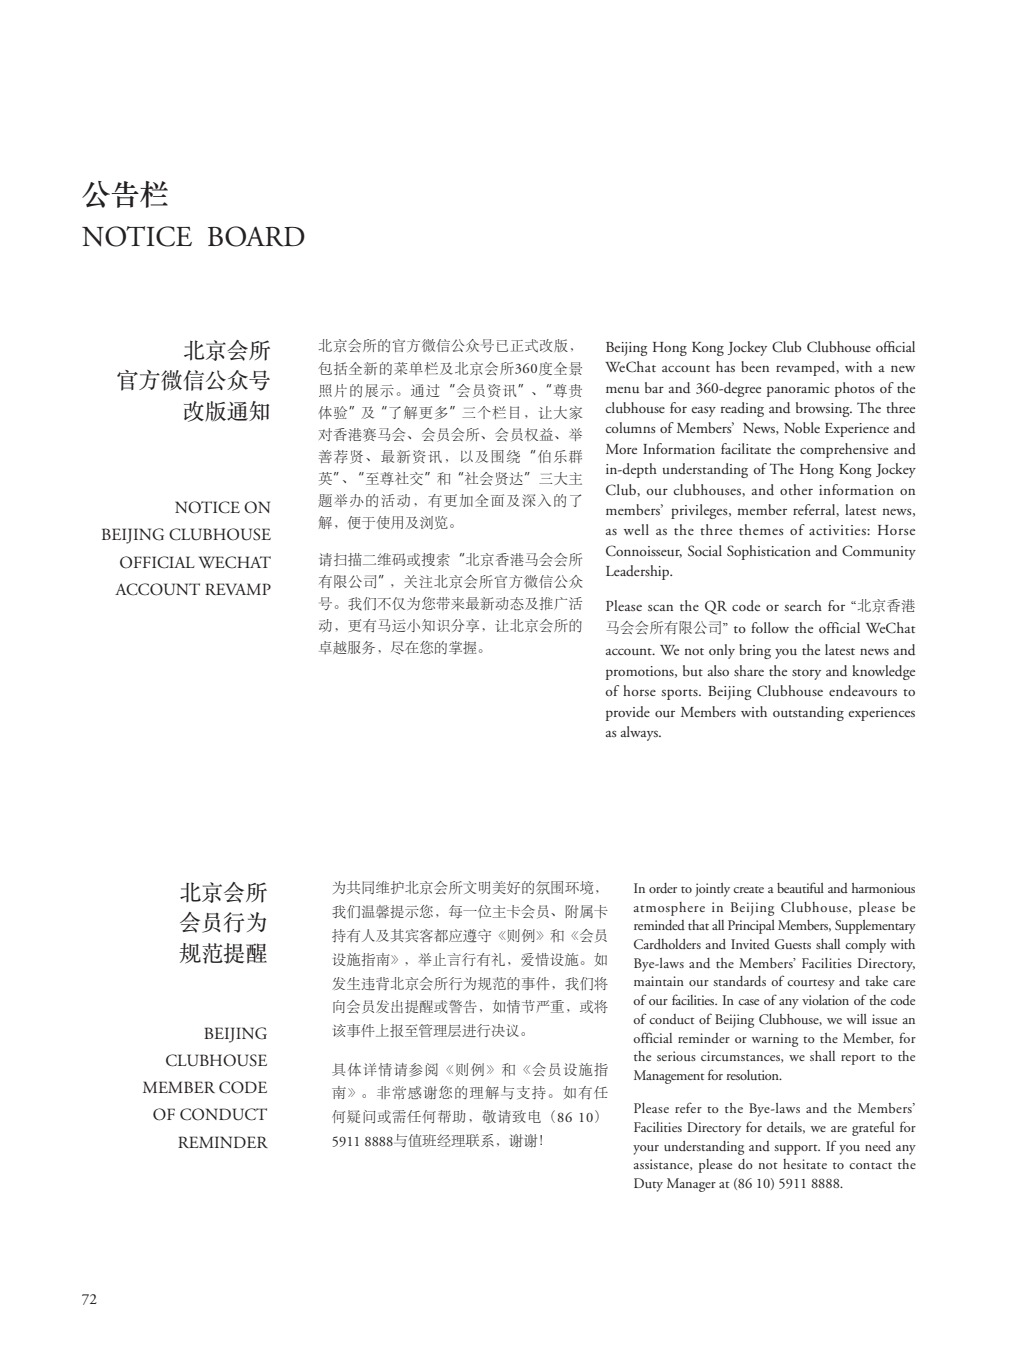 公告栏
NOTICE BOARD
北京会所
官方微信公众号
改版通知
NOTICE ON
BEIJING CLUBHOUSE
OFFICIAL WECHAT
ACCOUNT REVAMP
北京会所的官方微信公众号已正式改版，
包括全新的菜单栏及北京会所360度全景
照片的展示。通过“会员资讯”、“尊贵
体验”及“了解更多”三个栏目，让大家
对香港赛马会、会员会所、会员权益、举
善荐贤、最新资讯，以及围绕“伯乐群
英”、“至尊社交”和“社会贤达”三大主
题举办的活动，有更加全面及深入的了
解，便于使用及浏览。
请扫描二维码或搜索“北京香港马会会所
有限公司”，关注北京会所官方微信公众
号。我们不仅为您带来最新动态及推广活
动，更有马运小知识分享，让北京会所的
卓越服务，尽在您的掌握。
Beijing Hong Kong Jockey Club Clubhouse official
WeChat account has been revamped, with a new
menu bar and 360-degree panoramic photos of the
clubhouse for easy reading and browsing. The three
columns of Members’ News, Noble Experience and
More Information facilitate the comprehensive and
in-depth understanding of The Hong Kong Jockey
Club, our clubhouses, and other information on
members’ privileges, member referral, latest news,
as well as the three themes of activities: Horse
Connoisseur, Social Sophistication and Community
Leadership.
Please scan the QR code or search for “北京香港
马会会所有限公司” to follow the official WeChat
account. We not only bring you the latest news and
promotions, but also share the story and knowledge
of horse sports. Beijing Clubhouse endeavours to
provide our Members with outstanding experiences
as always.
北京会所
会员行为
规范提醒
BEIJING
CLUBHOUSE
MEMBER CODE
OF CONDUCT
REMINDER
为共同维护北京会所文明美好的氛围环境，
我们温馨提示您，每一位主卡会员、附属卡
持有人及其宾客都应遵守《则例》和《会员
设施指南》，举止言行有礼，爱惜设施。如
发生违背北京会所行为规范的事件，我们将
向会员发出提醒或警告，如情节严重，或将
该事件上报至管理层进行决议。
具体详情请参阅《则例》和《会员设施指
南》。非常感谢您的理解与支持。如有任
何疑问或需任何帮助，敬请致电（86 10）
5911 8888与值班经理联系，谢谢！
In order to jointly create a beautiful and harmonious
atmosphere in Beijing Clubhouse, please be
reminded that all Principal Members, Supplementary
Cardholders and Invited Guests shall comply with
Bye-laws and the Members’ Facilities Directory,
maintain our standards of courtesy and take care
of our facilities. In case of any violation of the code
of conduct of Beijing Clubhouse, we will issue an
official reminder or warning to the Member, for
the serious circumstances, we shall report to the
Management for resolution.
Please refer to the Bye-laws and the Members’
Facilities Directory for details, we are grateful for
your understanding and support. If you need any
assistance, please do not hesitate to contact the
Duty Manager at (86 10) 5911 8888.
72